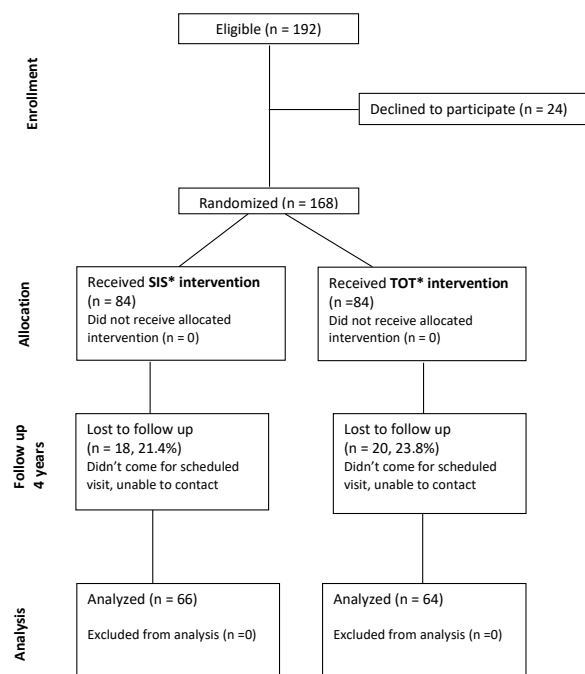 Eligible (n = 192)
Enrollment
Declined to participate (n = 24)
Randomized (n = 168)
Allocation
Received SIS* intervention
(n = 84)
Did not receive allocated
intervention (n = 0)
Received TOT* intervention
(n =84)
Did not receive allocated
intervention (n = 0)
Follow up
4 years
Lost to follow up
(n = 18, 21.4%)
Didn’t come for scheduled
visit, unable to contact
Lost to follow up
(n = 20, 23.8%)
Didn’t come for scheduled
visit, unable to contact
Analysis
Analyzed (n = 66)
Excluded from analysis (n =0)
Analyzed (n = 64)
Excluded from analysis (n =0)